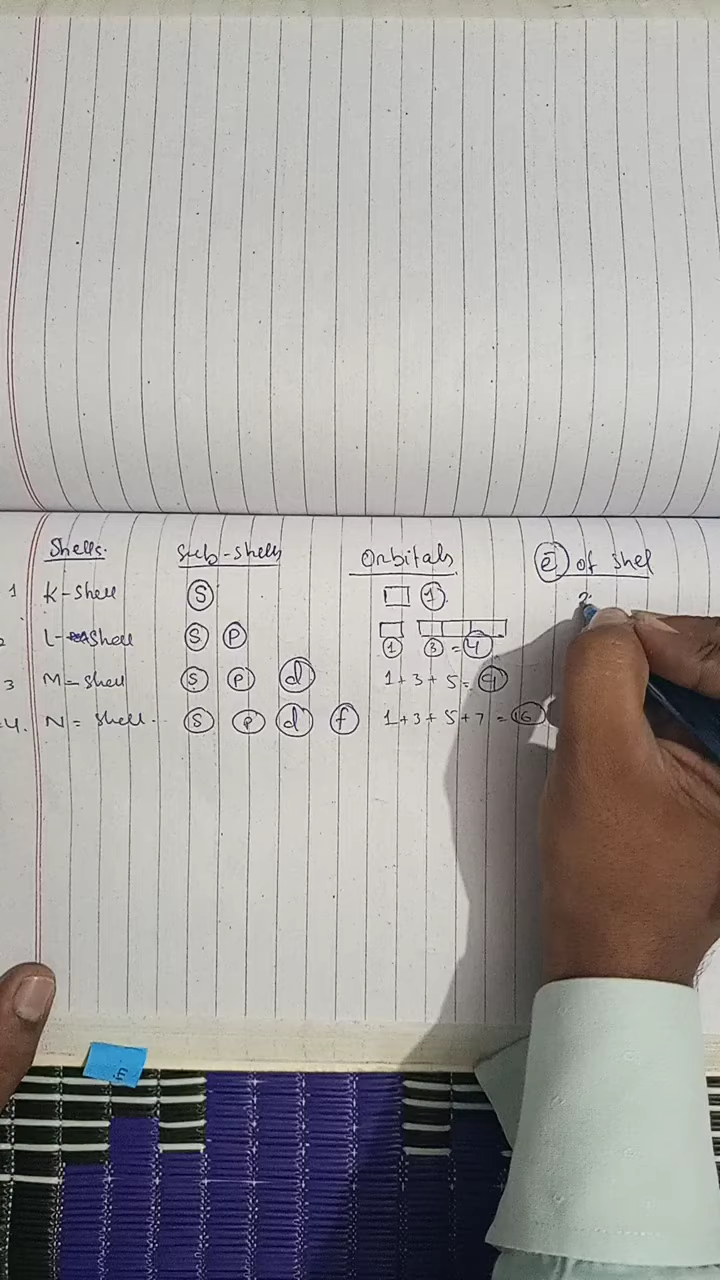 Shells. Sub-shells Orbitals e⁻ of shel
1 K-shell S 1
2 L-shell S P 1 3 = 4
3 M= shell S P d 1+3+5=9
4. N= shell. S P d f 1+3+5+7=16
E